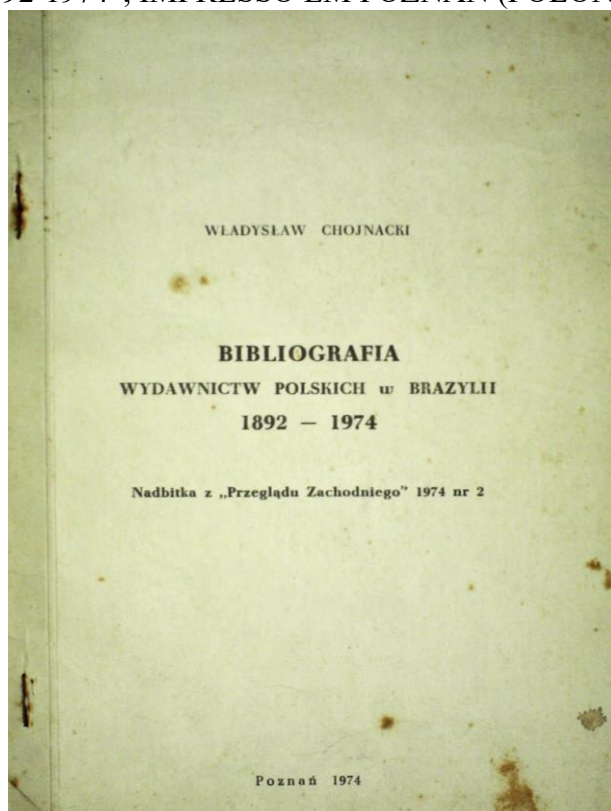 WŁADYSŁAW CHOJNACKI
BIBLIOGRAFIA
WYDAWNICTW POLSKICH w BRAZYLII
1892 — 1974
Nadbitka z „Przeglądu Zachodniego” 1974 nr 2
Poznań 1974